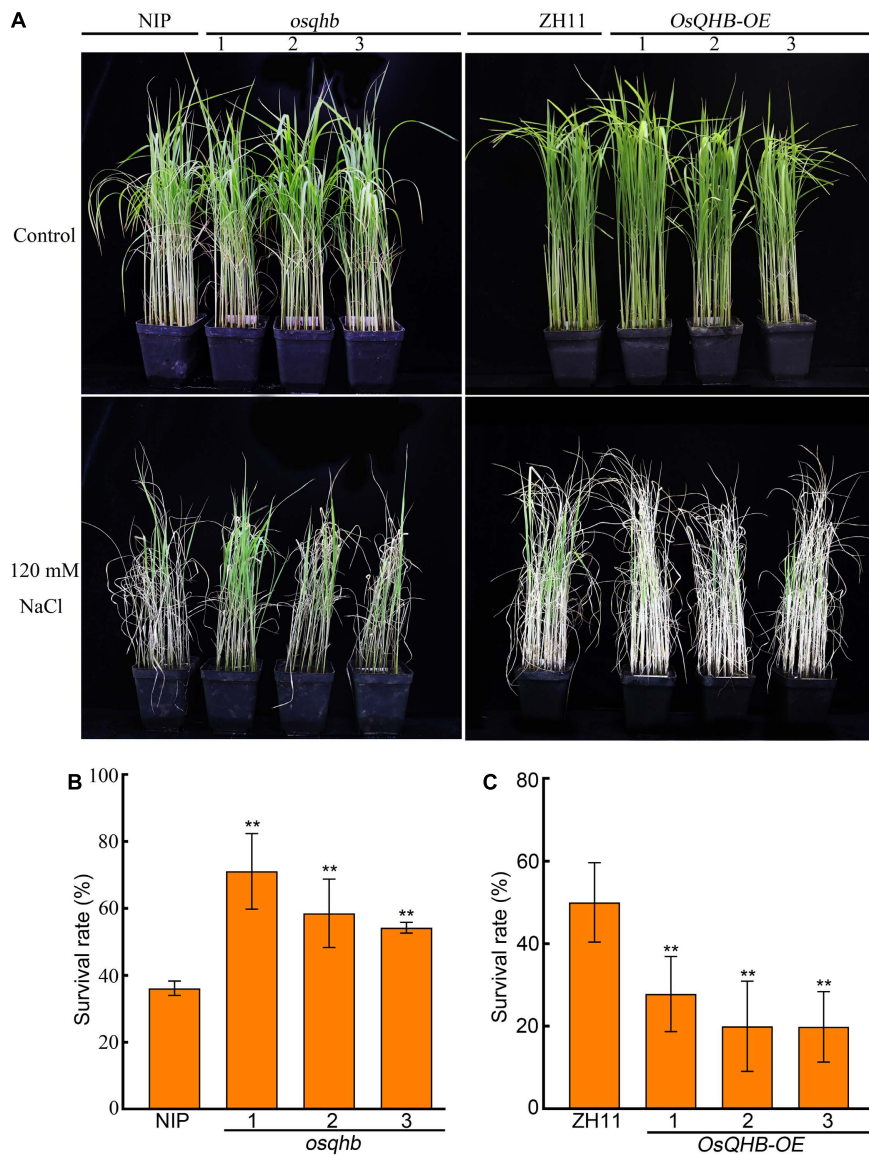 A NIP osqhb ZH11 OsQHB-OE
1 2 3 1 2 3
Control
120 mM
NaCl
B
Survival rate (%)
100
80
60
40
20
0
** ** **
NIP 1 2 3
osqhb
C
Survival rate (%)
80
60
40
20
0
** ** **
ZH11 1 2 3
OsQHB-OE